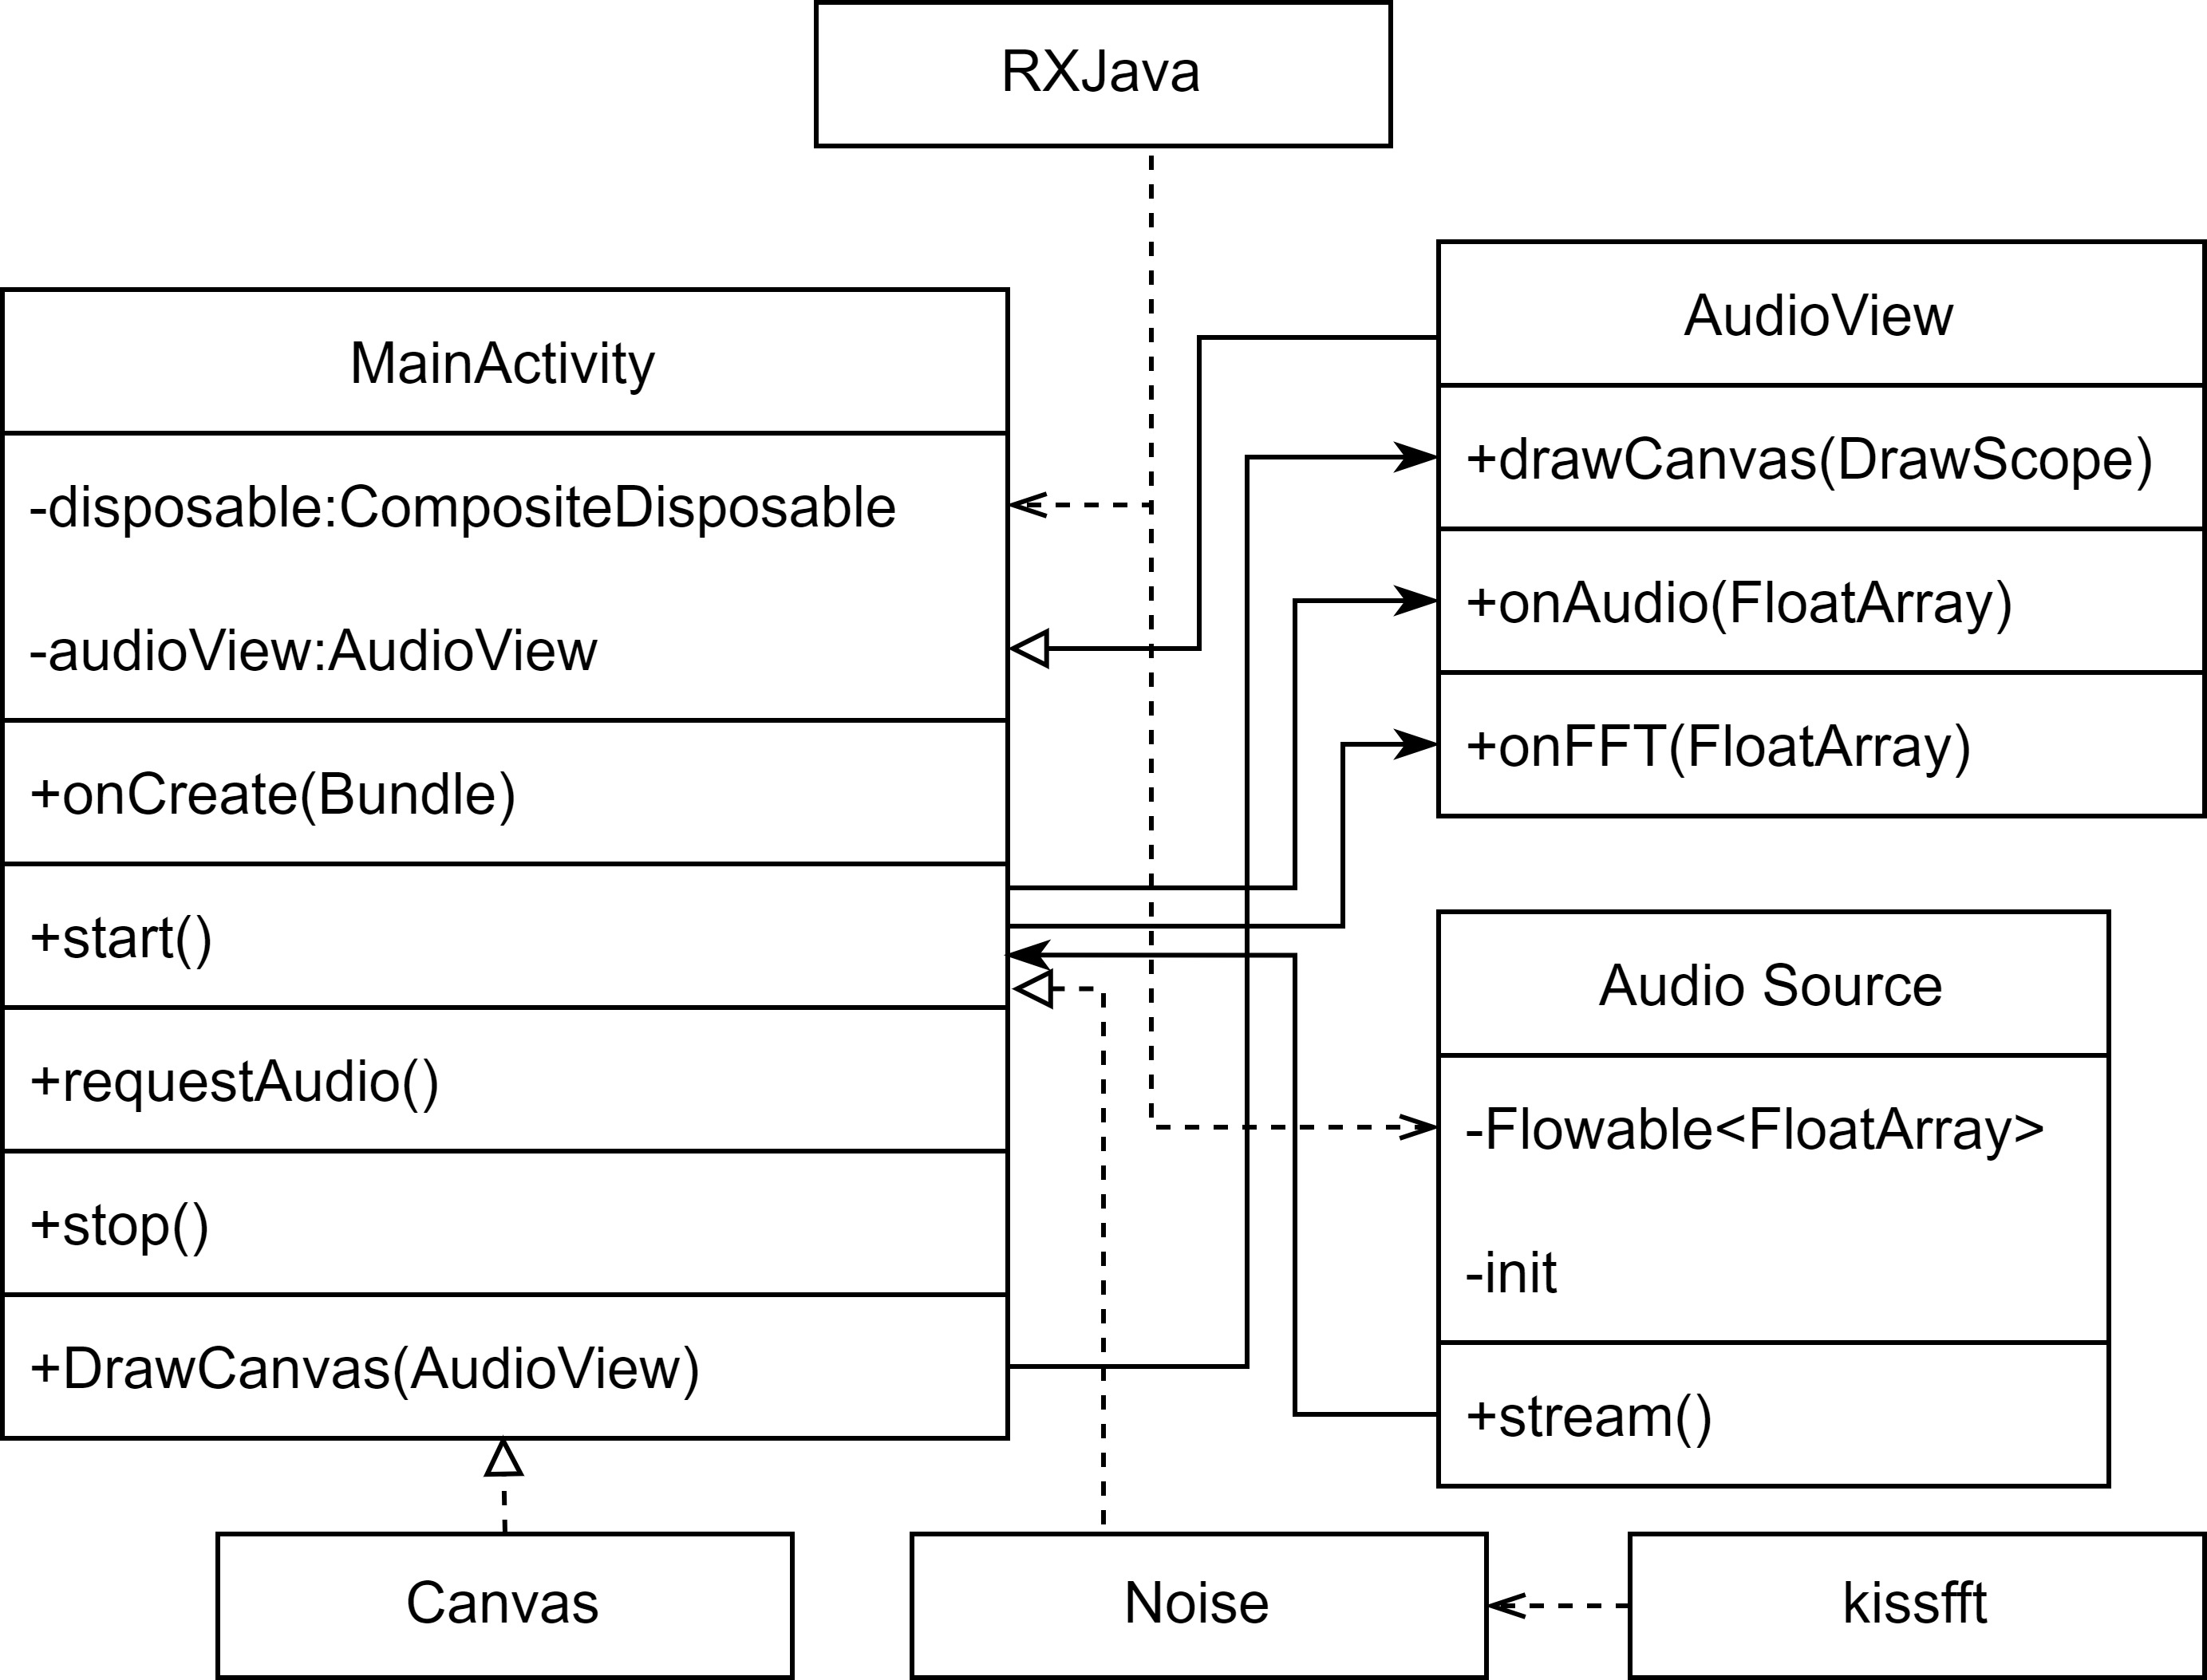 RXJava
MainActivity
-disposable:CompositeDisposable
-audioView:AudioView
+onCreate(Bundle)
+start()
+requestAudio()
+stop()
+DrawCanvas(AudioView)
AudioView
+drawCanvas(DrawScope)
+onAudio(FloatArray)
+onFFT(FloatArray)
Audio Source
-Flowable<FloatArray>
-init
+stream()
Canvas
Noise
kissfft